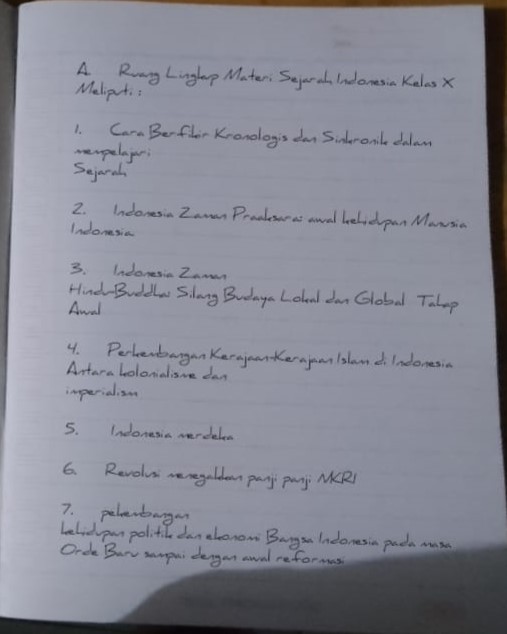 A. Ruang Lingkup Materi Sejarah Indonesia Kelas X
Meliputi :
1. Cara Berfikir Kronologis dan Sinkronik dalam
mempelajari
Sejarah
2. Indonesia Zaman Praaksara: awal kehidupan Manusia
Indonesia
3. Indonesia Zaman
Hindu-Buddha: Silang Budaya Lokal dan Global Tahap
Awal
4. Perkembangan Kerajaan-Kerajaan Islam di Indonesia
Antara kolonialisme dan
imperialism
5. Indonesia merdeka
6. Revolusi menegakkan panji panji NKRI
7. pekembangan
kehidupan politik dan ekonomi Bangsa Indonesia pada masa
Orde Baru sampai dengan awal reformasi